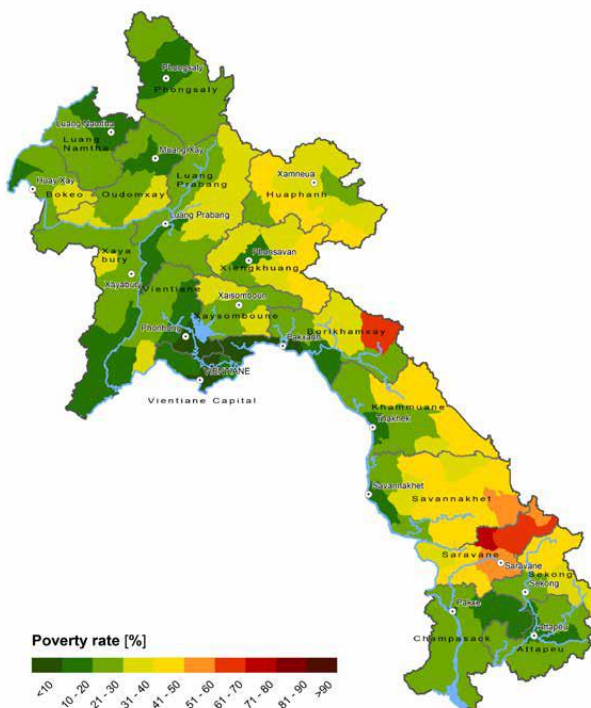 Phongsaly
Phongsaly
Luang Namtha
Luang
Namtha
Muang Xay
Luang
Prabang
Xamneua
Huaphanh
Huay Xay
Bokeo
Oudomxay
Luang Prabang
Xaya
bury
Phonsavan
Xiengkhuang
Xayabury
Vientiane
Xaisomboun
Xaysomboune
Borikhamxay
Phonhong
Pakxan
VIENTIANE
Vientiane Capital
Khammuane
Thakhek
Savannakhet
Savannakhet
Saravane
Saravane
Sekong
Sekong
Pakse
Champasack
Attapeu
Attapeu
Poverty rate [%]
<10
10 - 20
21 - 30
31 - 40
41 - 50
51 - 60
61 - 70
71 - 80
81 - 90
>90